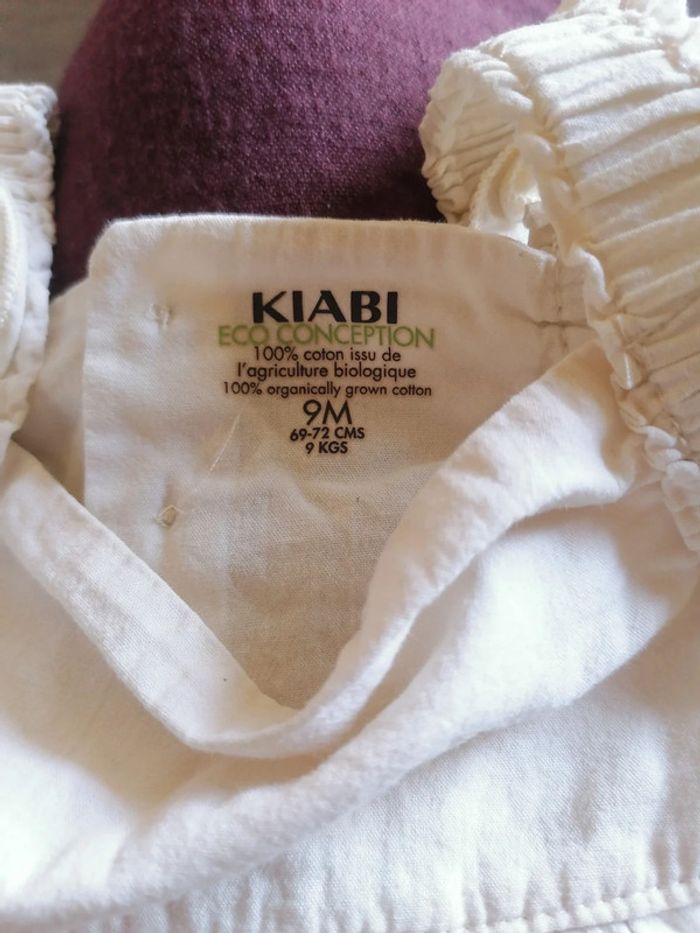 KIABI
ECO CONCEPTION
100% coton issu de
l'agriculture biologique
100% organically grown cotton
9M
69-72 CMS
9 KGS